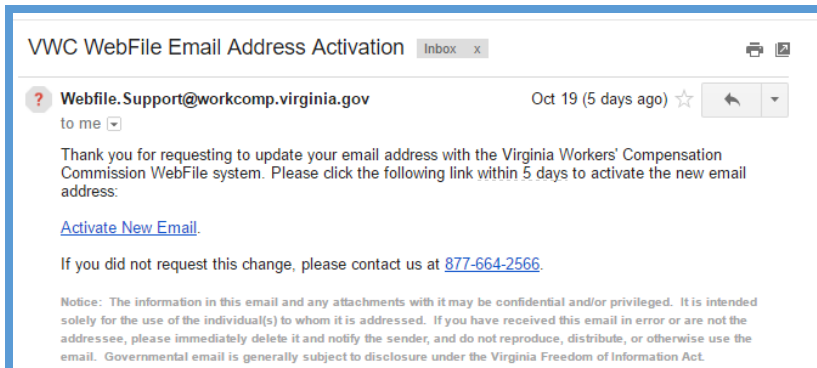 VWC WebFile Email Address Activation Inbox x
? Webfile.Support@workcomp.virginia.gov Oct 19 (5 days ago)
to me
Thank you for requesting to update your email address with the Virginia Workers' Compensation
Commission WebFile system. Please click the following link within 5 days to activate the new email
address:
Activate New Email.
If you did not request this change, please contact us at 877-664-2566.
Notice: The information in this email and any attachments with it may be confidential and/or privileged. It is intended
solely for the use of the individual(s) to whom it is addressed. If you have received this email in error or are not the
addressee, please immediately delete it and notify the sender, and do not reproduce, distribute, or otherwise use the
email. Governmental email is generally subject to disclosure under the Virginia Freedom of Information Act.